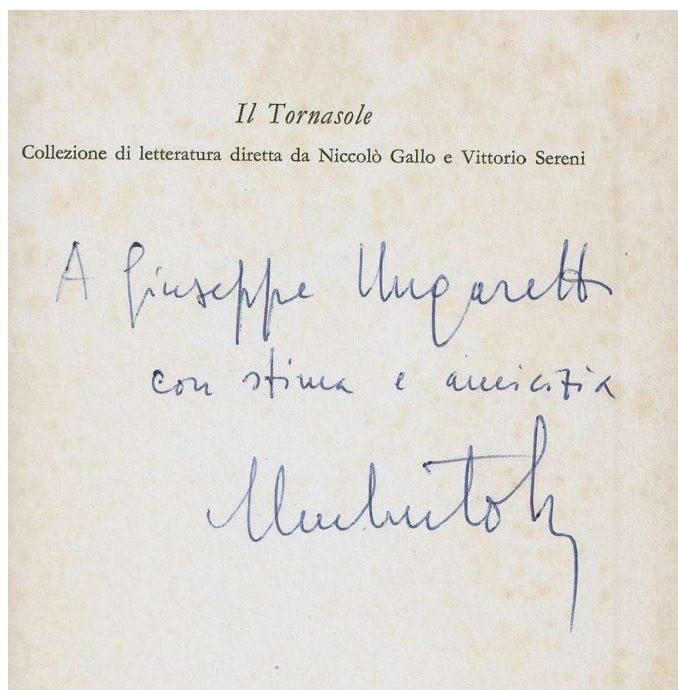 Il Tornasole
Collezione di letteratura diretta da Niccolò Gallo e Vittorio Sereni
A Giuseppe Ungaretti
con stima e amicizia